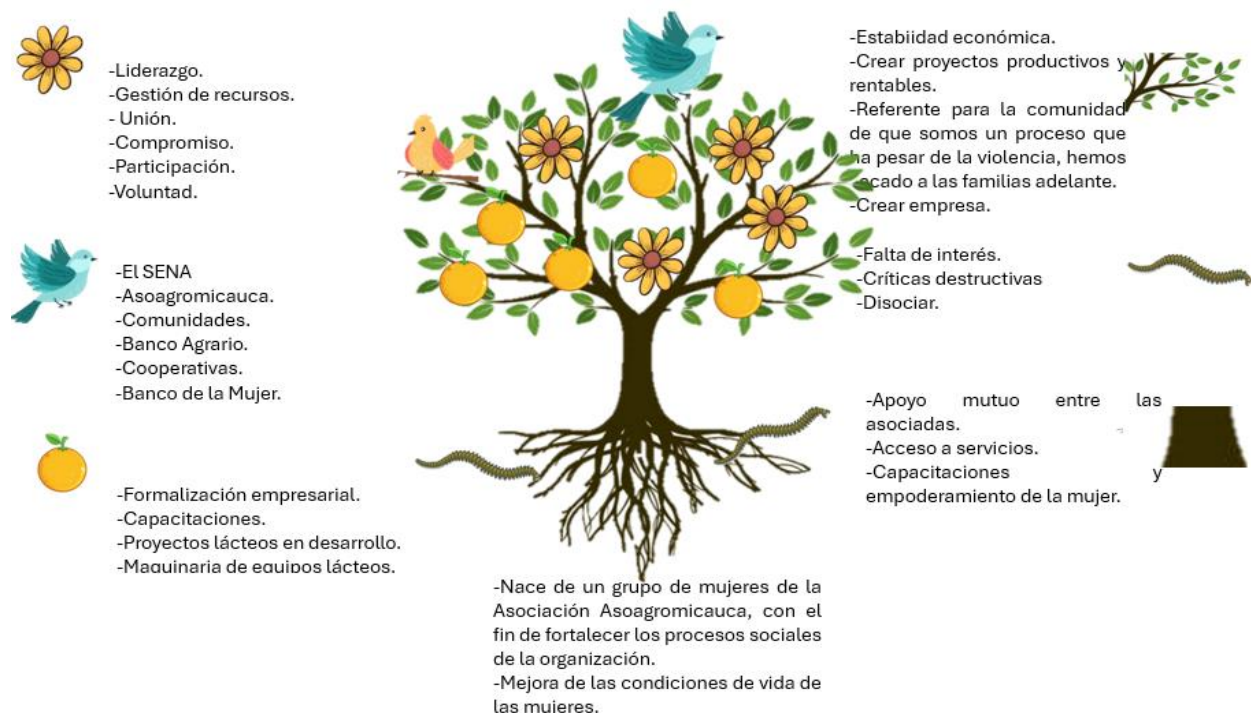 -Liderazgo.
-Gestión de recursos.
- Unión.
-Compromiso.
-Participación.
-Voluntad.
-El SENA
-Asoagromicauca.
-Comunidades.
-Banco Agrario.
-Cooperativas.
-Banco de la Mujer.
-Formalización empresarial.
-Capacitaciones.
-Proyectos lácteos en desarrollo.
-Maquinaria de equipos lácteos.
-Nace de un grupo de mujeres de la
Asociación Asoagromicauca, con el
fin de fortalecer los procesos sociales
de la organización.
-Mejora de las condiciones de vida de
las mujeres.
-Estabiidad económica.
-Crear proyectos productivos y
rentables.
-Referente para la comunidad
de que somos un proceso que
ha pesar de la violencia, hemos
a las familias adelante.
-Crear empresa.
-Falta de interés.
-Críticas destructivas
-Disociar.
-Apoyo mutuo entre las
asociadas.
-Acceso a servicios.
-Capacitaciones y
empoderamiento de la mujer.